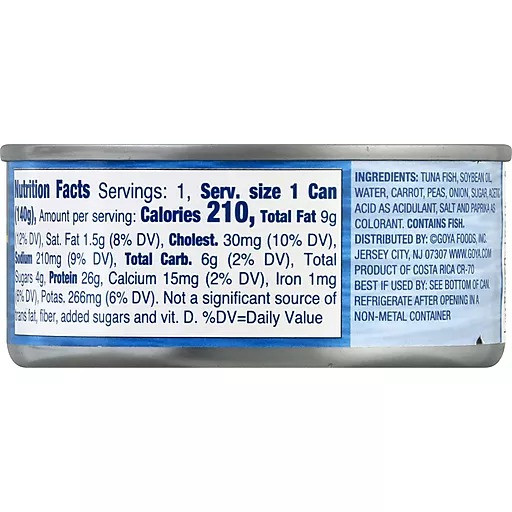 Nutrition Facts Servings: 1, Serv. size 1 Can
(140g), Amount per serving: Calories 210, Total Fat 9g
(12% DV), Sat. Fat 1.5g (8% DV), Cholest. 30mg (10% DV),
Sodium 210mg (9% DV), Total Carb. 6g (2% DV), Total
Sugars 4g, Protein 26g, Calcium 15mg (2% DV), Iron 1mg
(6% DV), Potas. 266mg (6% DV). Not a significant source of
trans fat, fiber, added sugars and vit. D. %DV=Daily Value
INGREDIENTS: TUNA FISH, SOYBEAN OIL,
WATER, CARROT, PEAS, ONION, SUGAR, ACETIC
ACID AS ACIDULANT, SALT AND PAPRIKA AS
COLORANT. CONTAINS FISH.
DISTRIBUTED BY: ©GOYA FOODS, INC.
JERSEY CITY, NJ 07307 WWW.GOYA.COM
PRODUCT OF COSTA RICA CR-70
BEST IF USED BY: SEE BOTTOM OF CAN.
REFRIGERATE AFTER OPENING IN A
NON-METAL CONTAINER